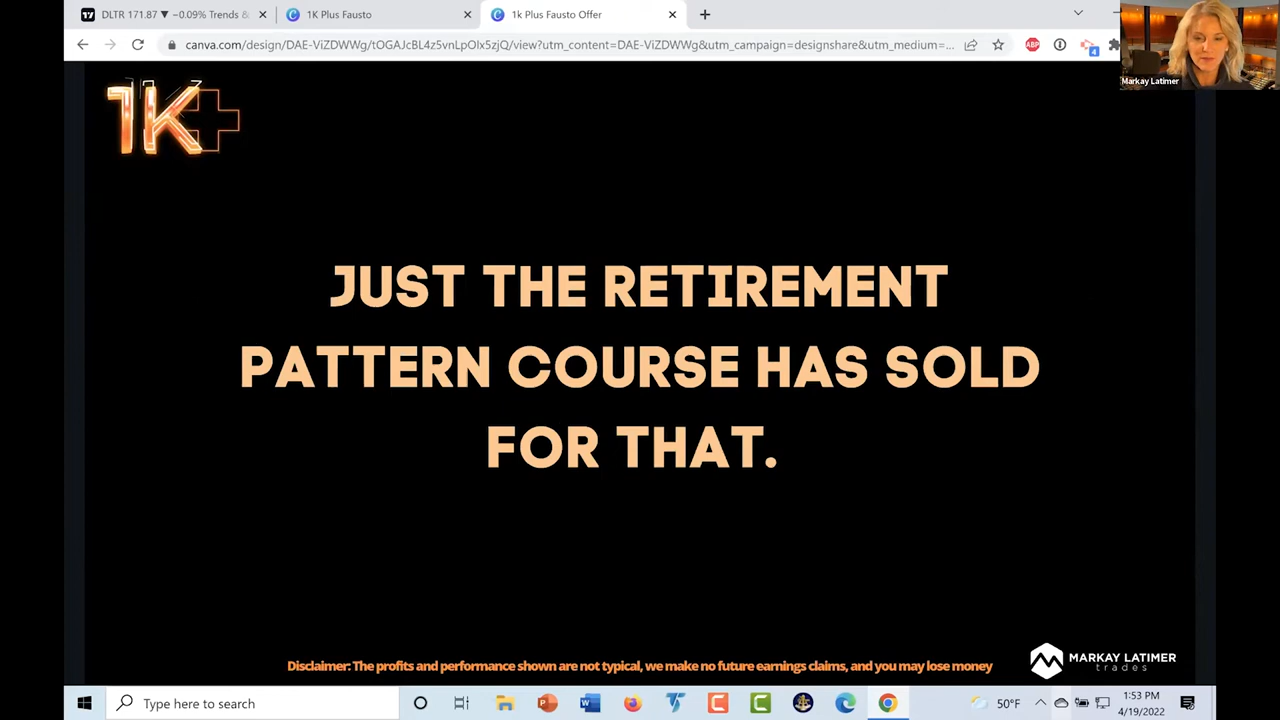 DLTR 171.87 ▼ −0.09% Trends &
1K Plus Fausto
1k Plus Fausto Offer
canva.com/design/DAE-ViZDWWg/tOGAJcBL4z5vnLpOIx5zjQ/view?utm_content=DAE-ViZDWWg&utm_campaign=designshare&utm_medium=...
ABP
4
Markay Latimer
1K+
JUST THE RETIREMENT
PATTERN COURSE HAS SOLD
FOR THAT.
Disclaimer: The profits and performance shown are not typical, we make no future earnings claims, and you may lose money
MARKAY LATIMER
trades
Type here to search
50°F
1:53 PM
4/19/2022